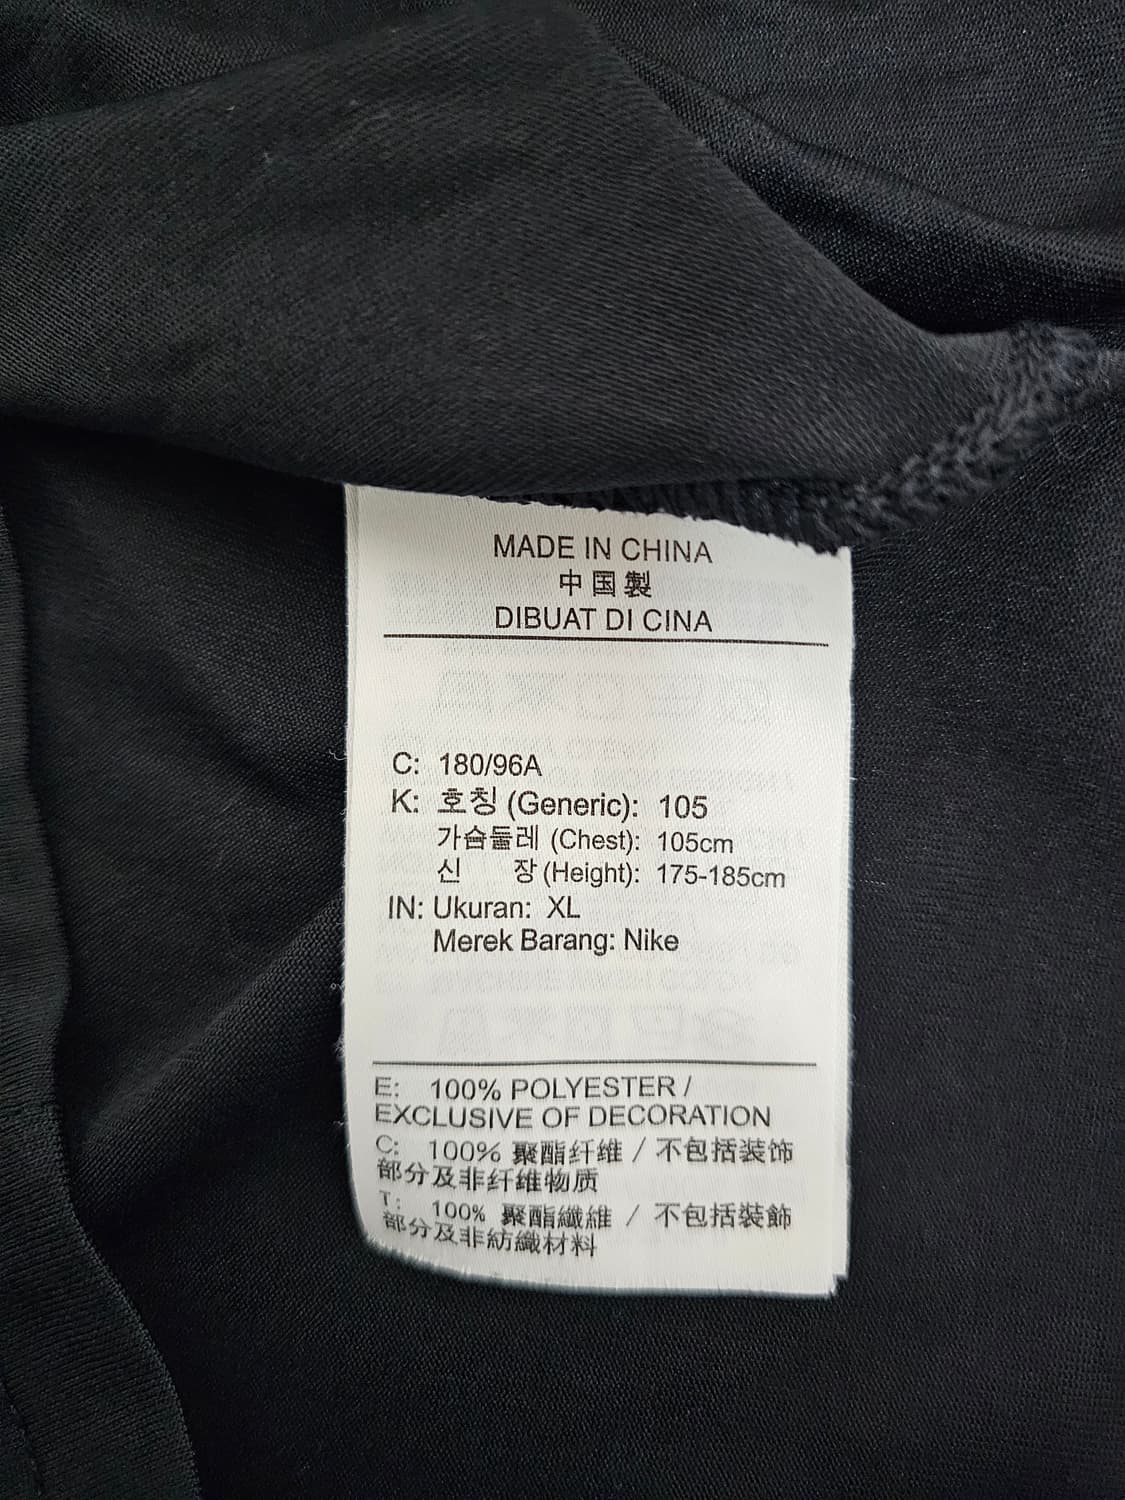 MADE IN CHINA
中国製
DIBUAT DI CINA
C: 180/96A
K: 호칭 (Generic): 105
가슴둘레 (Chest): 105cm
신 장 (Height): 175-185cm
IN: Ukuran: XL
Merek Barang: Nike
E: 100% POLYESTER /
EXCLUSIVE OF DECORATION
C: 100% 聚酯纤维 / 不包括装饰
部分及非纤维物质
T: 100% 聚酯纖維 / 不包括裝飾
部分及非紡織材料